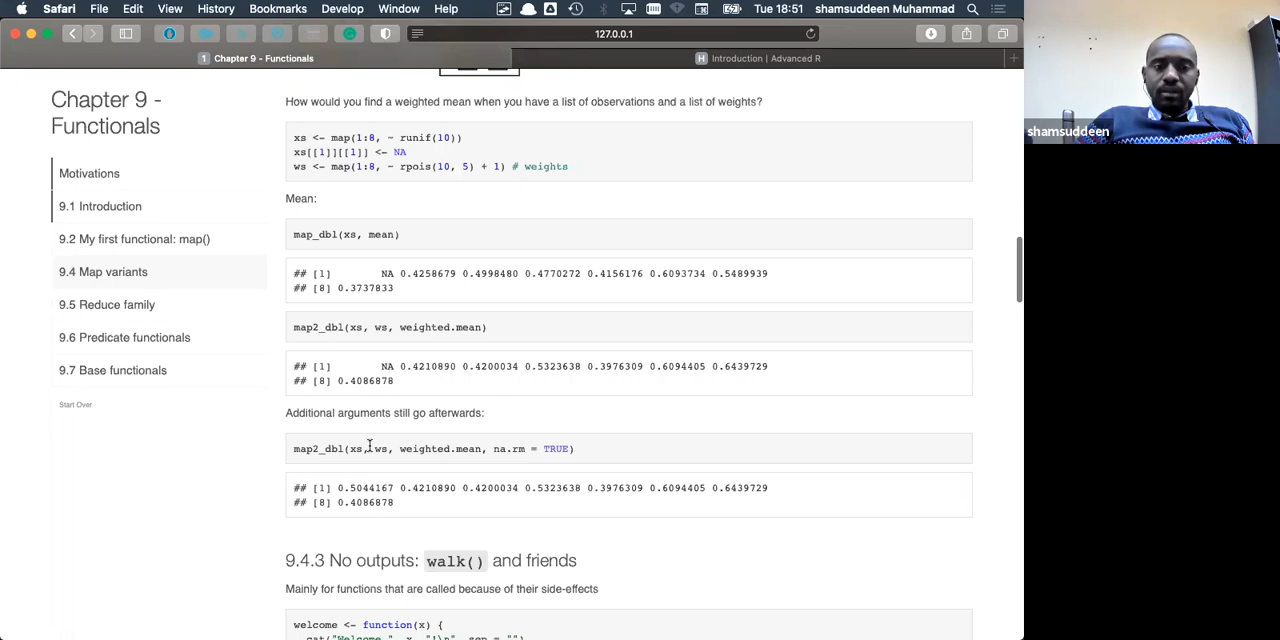 Safari File Edit View History Bookmarks Develop Window Help Tue 18:51 shamsuddeen Muhammad
127.0.0.1
1 Chapter 9 - Functionals
H Introduction | Advanced R
Chapter 9 -
Functionals
Motivations
9.1 Introduction
9.2 My first functional: map()
9.4 Map variants
9.5 Reduce family
9.6 Predicate functionals
9.7 Base functionals
Start Over
How would you find a weighted mean when you have a list of observations and a list of weights?
xs <- map(1:8, ~ runif(10))
xs[[1]][[1]] <- NA
ws <- map(1:8, ~ rpois(10, 5) + 1) # weights
Mean:
map_dbl(xs, mean)
## [1] NA 0.4258679 0.4998480 0.4770272 0.4156176 0.6093734 0.5489939
## [8] 0.3737833
map2_dbl(xs, ws, weighted.mean)
## [1] NA 0.4210890 0.4200034 0.5323638 0.3976309 0.6094405 0.6439729
## [8] 0.4086878
Additional arguments still go afterwards:
map2_dbl(xs, ws, weighted.mean, na.rm = TRUE)
## [1] 0.5044167 0.4210890 0.4200034 0.5323638 0.3976309 0.6094405 0.6439729
## [8] 0.4086878
9.4.3 No outputs: walk() and friends
Mainly for functions that are called because of their side-effects
welcome <- function(x) {
cat("Welcome ", x, "!\n", sep = "")
shamsuddeen